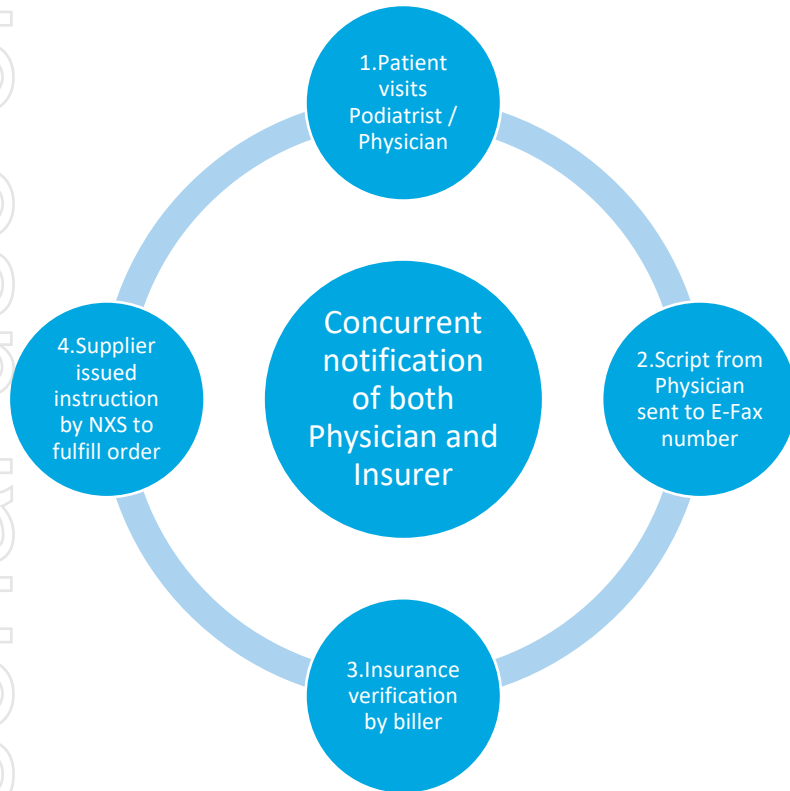 1.Patient
visits
Podiatrist /
Physician
Concurrent
notification
of both
Physician and
Insurer
2.Script from
Physician
sent to E-Fax
number
3.Insurance
verification
by biller
4.Supplier
issued
instruction
by NXS to
fulfill order